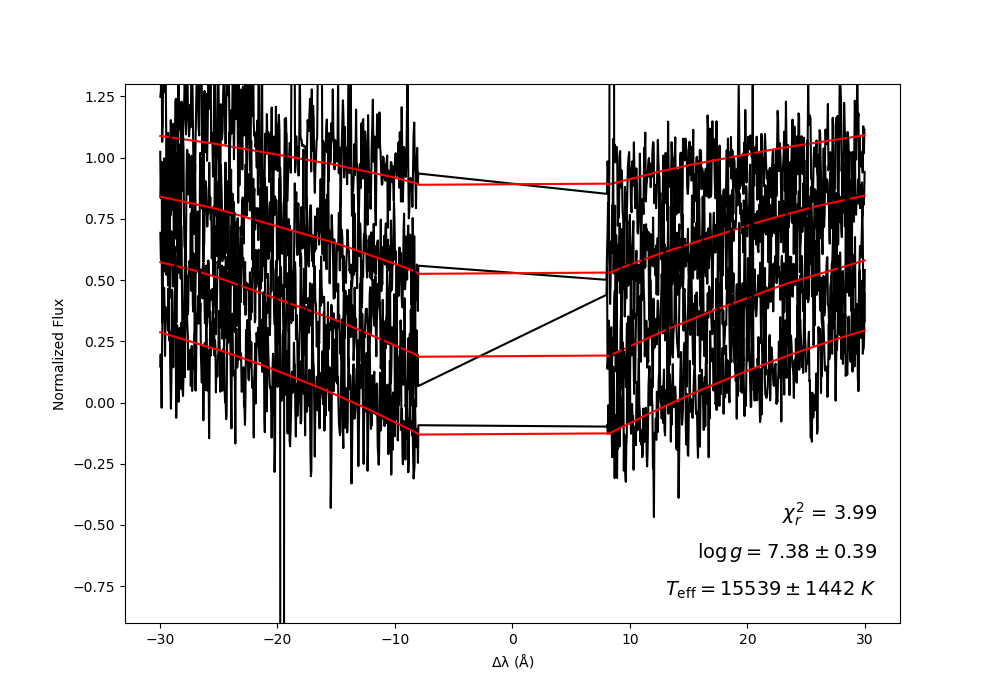 1.25
1.00
0.75
0.50
0.25
0.00
−0.25
−0.50
−0.75
Normalized Flux
χ²ᵣ = 3.99
log g = 7.38 ± 0.39
T_eff = 15539 ± 1442 K
−30 −20 −10 0 10 20 30
Δλ (Å)